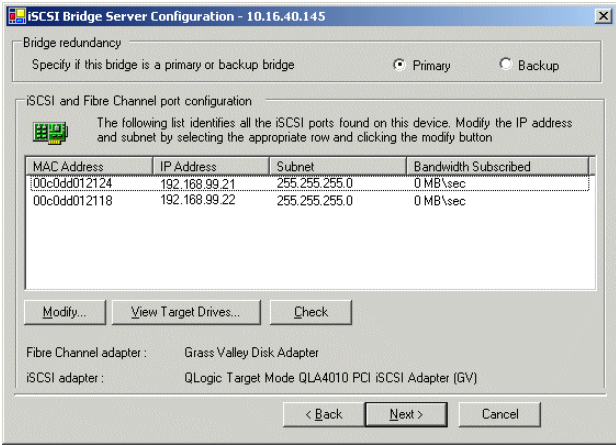 iSCSI Bridge Server Configuration - 10.16.40.145
Bridge redundancy
Specify if this bridge is a primary or backup bridge
Primary
Backup
iSCSI and Fibre Channel port configuration
The following list identifies all the iSCSI ports found on this device. Modify the IP address
and subnet by selecting the appropriate row and clicking the modify button
MAC Address IP Address Subnet Bandwidth Subscribed
00c0dd012124 192.168.99.21 255.255.255.0 0 MB\sec
00c0dd012118 192.168.99.22 255.255.255.0 0 MB\sec
Modify... View Target Drives... Check
Fibre Channel adapter : Grass Valley Disk Adapter
iSCSI adapter : QLogic Target Mode QLA4010 PCI iSCSI Adapter (GV)
< Back Next > Cancel